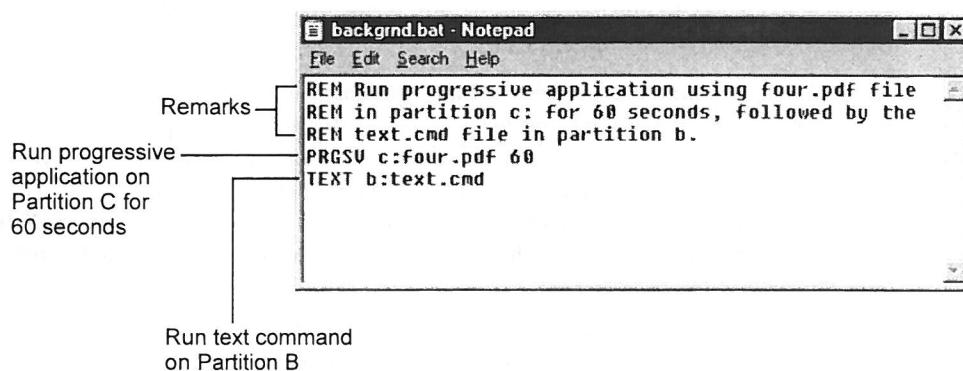 backgrnd.bat - Notepad
File Edit Search Help
REM Run progressive application using four.pdf file
REM in partition c: for 60 seconds, followed by the
REM text.cmd file in partition b.
PRGSV c:four.pdf 60
TEXT b:text.cmd
Remarks
Run progressive
application on
Partition C for
60 seconds
Run text command
on Partition B